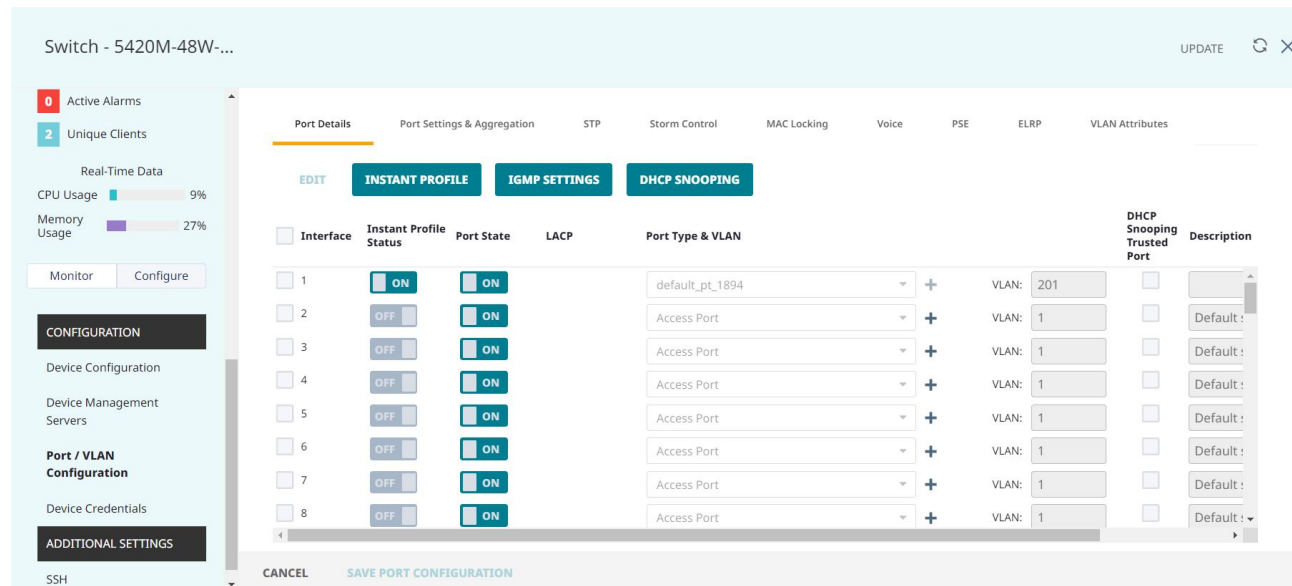 Switch - 5420M-48W-...
UPDATE
0 Active Alarms
2 Unique Clients
Real-Time Data
CPU Usage 9%
Memory Usage 27%
Monitor Configure
CONFIGURATION
Device Configuration
Device Management
Servers
Port / VLAN
Configuration
Device Credentials
ADDITIONAL SETTINGS
SSH
Port Details Port Settings & Aggregation STP Storm Control MAC Locking Voice PSE ELRP VLAN Attributes
EDIT INSTANT PROFILE IGMP SETTINGS DHCP SNOOPING
Interface Instant Profile Status Port State LACP Port Type & VLAN DHCP Snooping Trusted Port Description
1 ON ON default_pt_1894 + VLAN: 201
2 OFF ON Access Port + VLAN: 1 Default s
3 OFF ON Access Port + VLAN: 1 Default s
4 OFF ON Access Port + VLAN: 1 Default s
5 OFF ON Access Port + VLAN: 1 Default s
6 OFF ON Access Port + VLAN: 1 Default s
7 OFF ON Access Port + VLAN: 1 Default s
8 OFF ON Access Port + VLAN: 1 Default s
CANCEL SAVE PORT CONFIGURATION